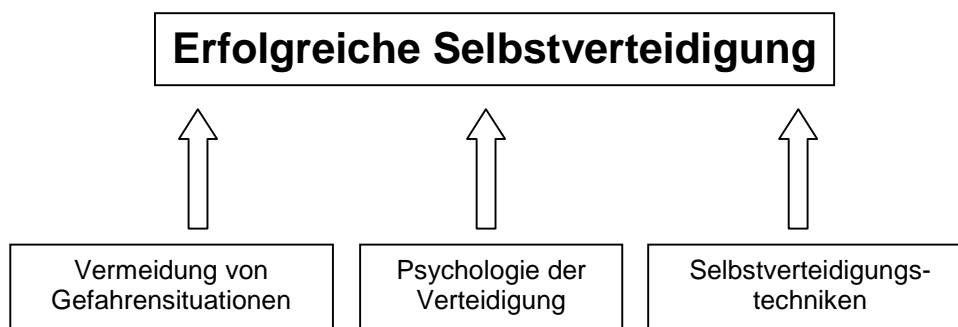 Erfolgreiche Selbstverteidigung
Vermeidung von
Gefahrensituationen
Psychologie der
Verteidigung
Selbstverteidigungs-
techniken